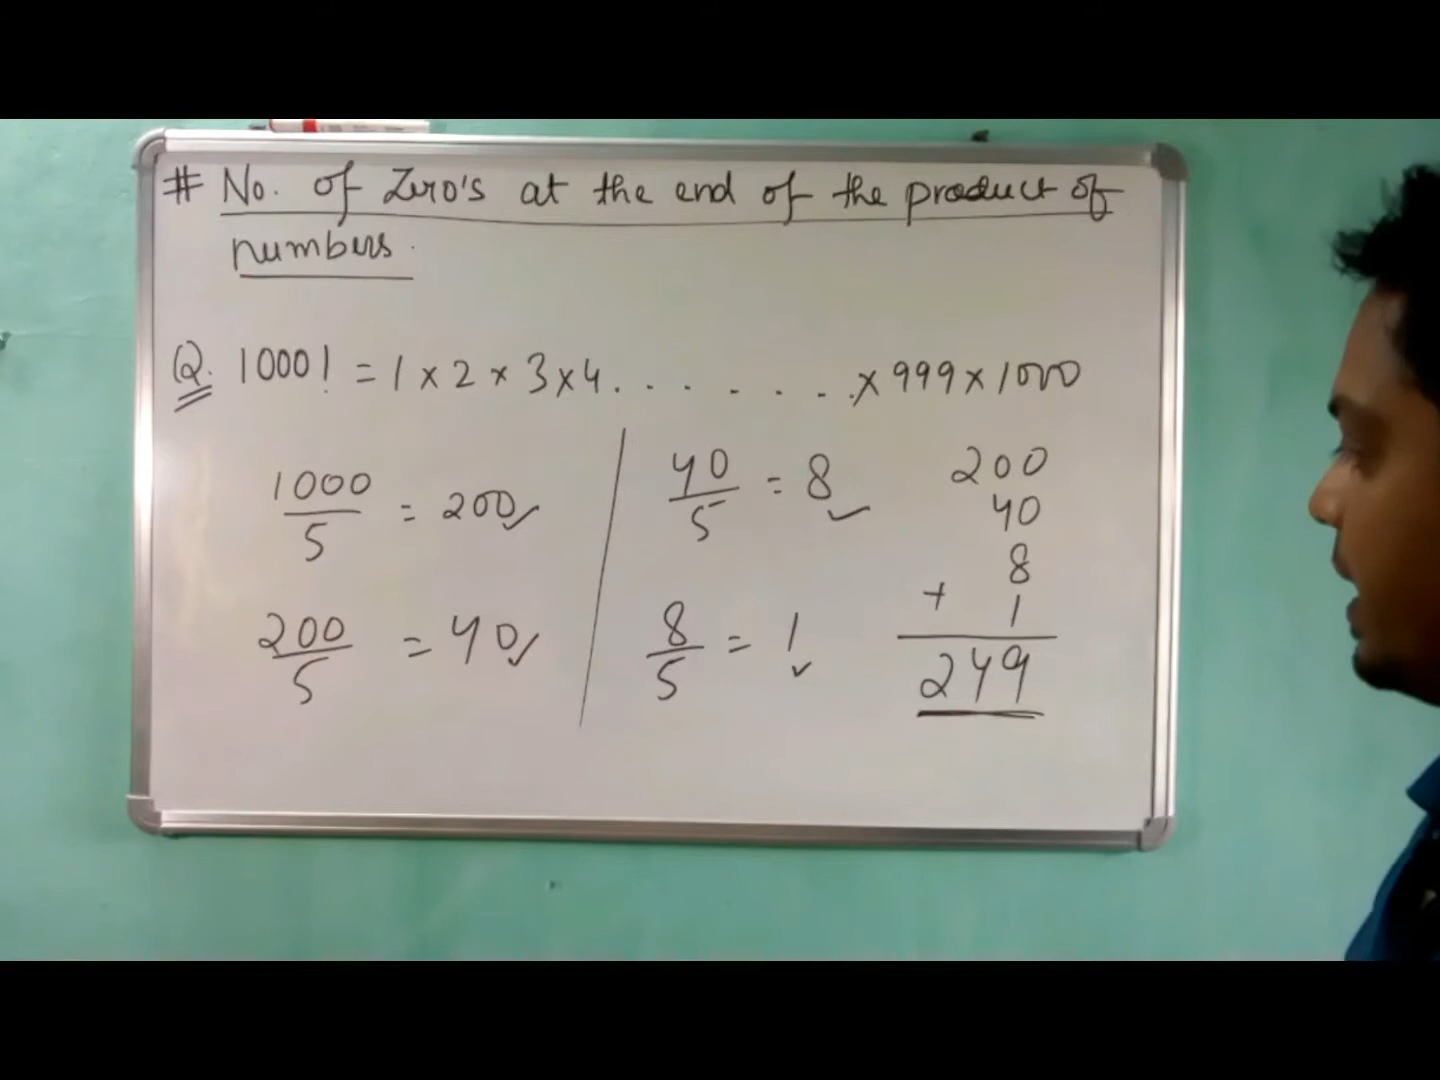 # No. of Zero's at the end of the product of
numbers.
Q. 1000! = 1 × 2 × 3 × 4 . . . . . . . × 999 × 1000
1000/5 = 200 ✓
200/5 = 40 ✓
40/5 = 8 ✓
8/5 = 1 ✓
200
40
8
+ 1
249